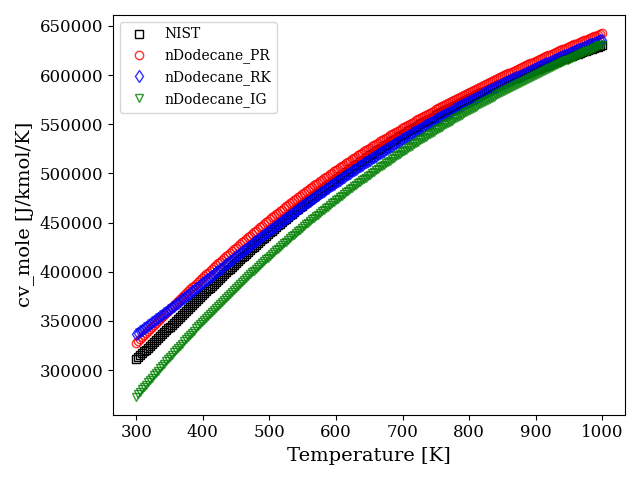 650000
600000
550000
500000
450000
400000
350000
300000
cv_mole [J/kmol/K]
NIST
nDodecane_PR
nDodecane_RK
nDodecane_IG
300 400 500 600 700 800 900 1000
Temperature [K]